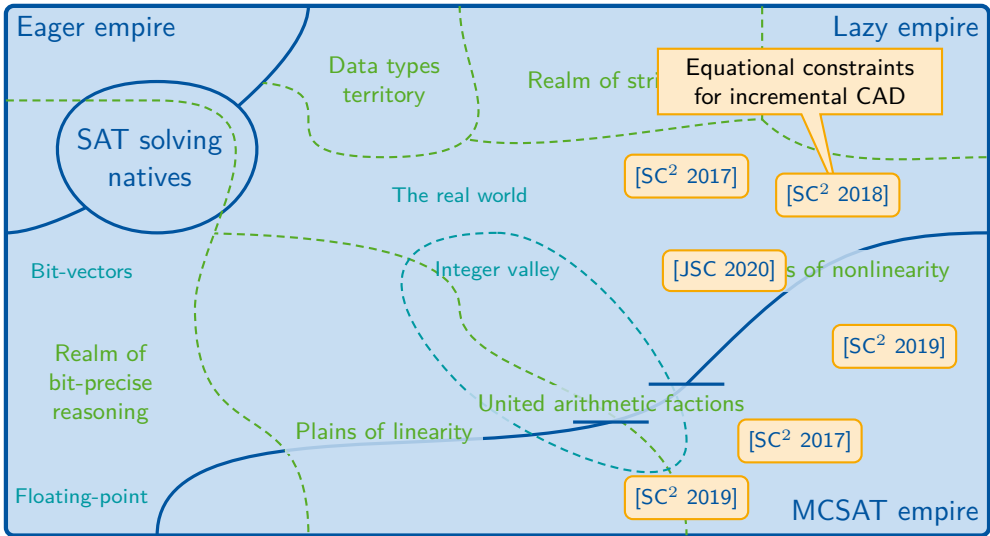 Eager empire
Lazy empire
Data types
territory
Realm of
Equational constraints
for incremental CAD
SAT solving
natives
[SC² 2017]
[SC² 2018]
The real world
Bit-vectors
Integer valley
[JSC 2020]
of nonlinearity
[SC² 2019]
Realm of
bit-precise
reasoning
United arithmetic factions
Plains of linearity
[SC² 2017]
Floating-point
[SC² 2019]
MCSAT empire